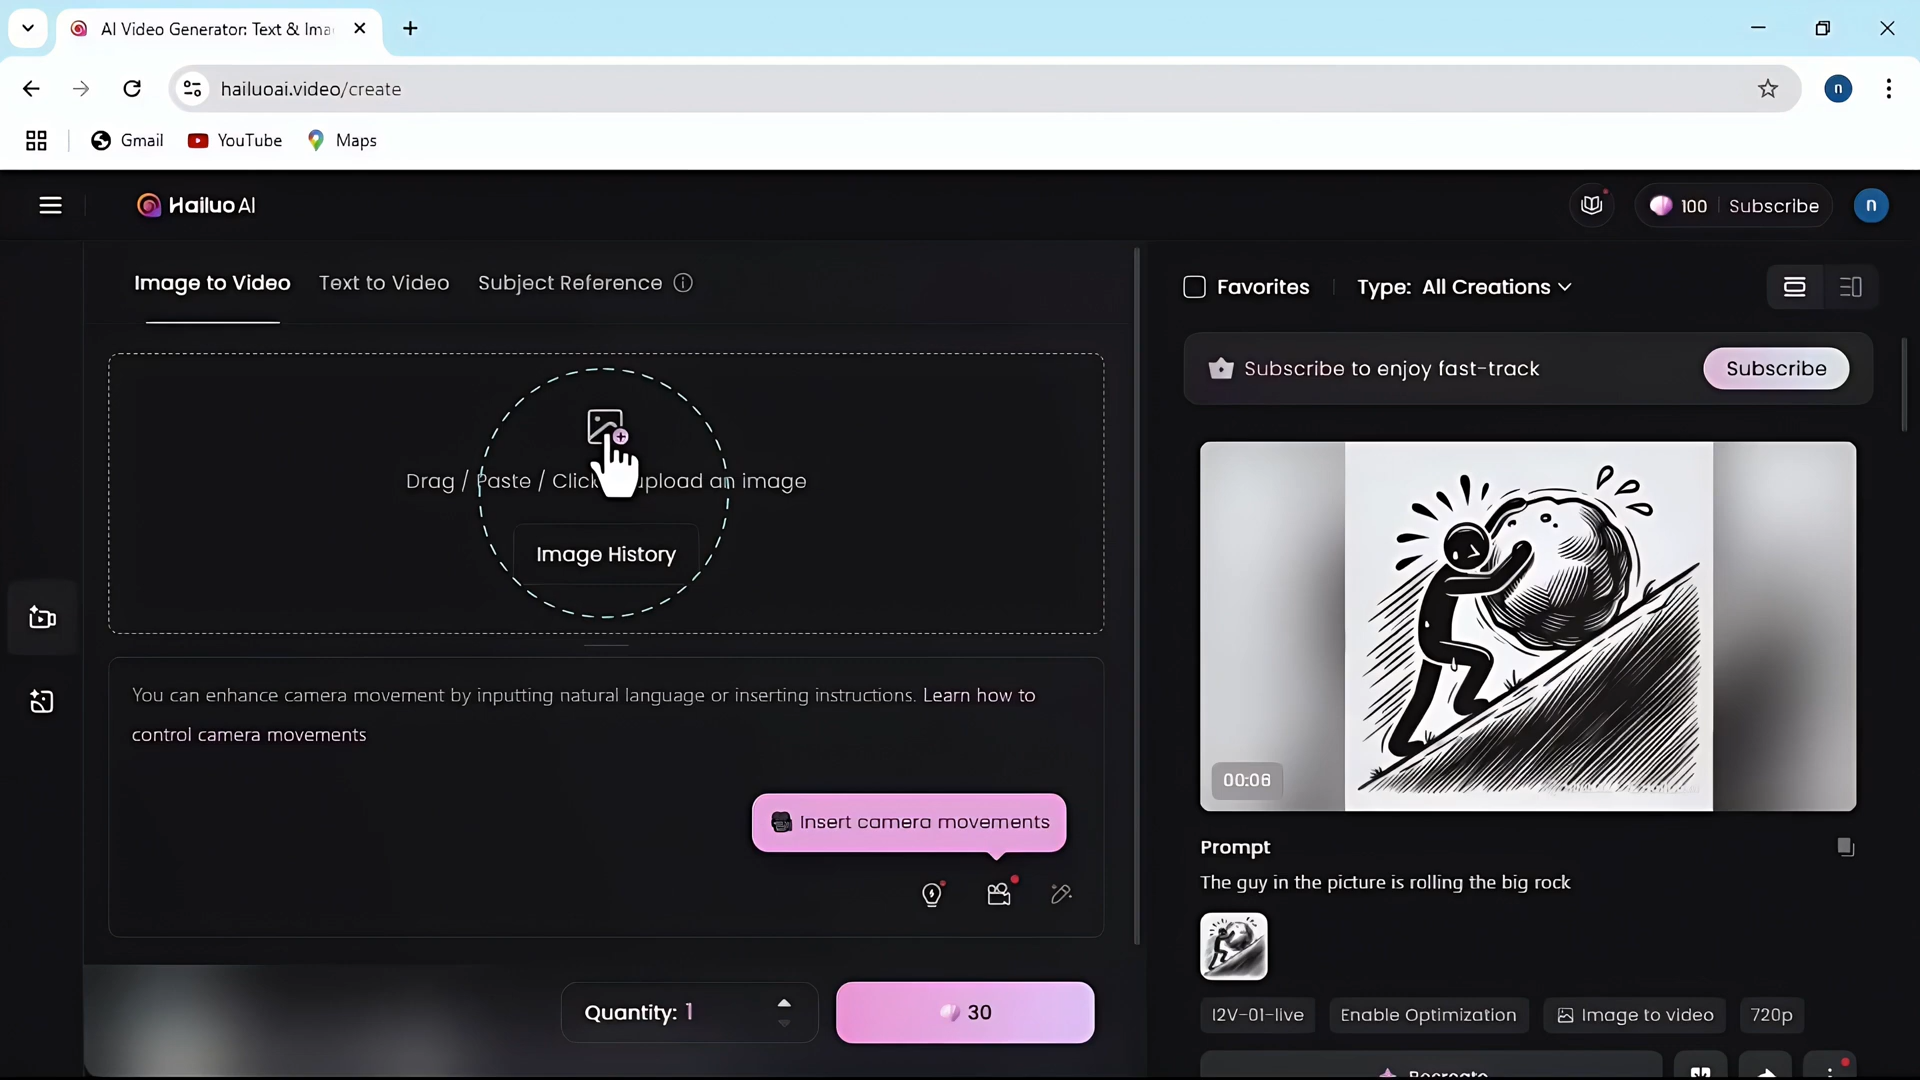 AI Video Generator: Text & Ima
hailuoai.video/create
n
Gmail
YouTube
Maps
Hailuo AI
100
Subscribe
n
Image to Video
Text to Video
Subject Reference
Favorites
Type: All Creations
Subscribe to enjoy fast-track
Subscribe
Drag / Paste / Click upload an image
Image History
You can enhance camera movement by inputting natural language or inserting instructions. Learn how to
control camera movements
Insert camera movements
Quantity: 1
30
00:06
Prompt
The guy in the picture is rolling the big rock
I2V-01-live
Enable Optimization
Image to video
720p
Recreate